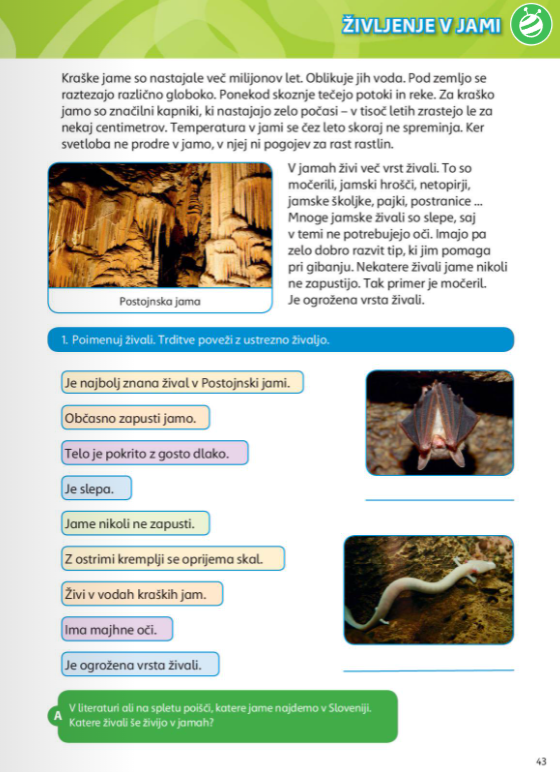 ŽIVLJENJE V JAMI
Kraške jame so nastajale več milijonov let. Oblikuje jih voda. Pod zemljo se
raztezajo različno globoko. Ponekod skoznje tečejo potoki in reke. Za kraško
jamo so značilni kapniki, ki nastajajo zelo počasi – v tisoč letih zrastejo le za
nekaj centimetrov. Temperatura v jami se čez leto skoraj ne spreminja. Ker
svetloba ne prodre v jamo, v njej ni pogojev za rast rastlin.
V jamah živi več vrst živali. To so
močerili, jamski hrošči, netopirji,
jamske školjke, pajki, postranice ...
Mnoge jamske živali so slepe, saj
v temi ne potrebujejo oči. Imajo pa
zelo dobro razvit tip, ki jim pomaga
pri gibanju. Nekatere živali jame nikoli
ne zapustijo. Tak primer je močeril.
Je ogrožena vrsta živali.
Postojnska jama
1. Poimenuj živali. Trditve poveži z ustrezno živaljo.
Je najbolj znana žival v Postojnski jami.
Občasno zapusti jamo.
Telo je pokrito z gosto dlako.
Je slepa.
Jame nikoli ne zapusti.
Z ostrimi kremplji se oprijema skal.
Živi v vodah kraških jam.
Ima majhne oči.
Je ogrožena vrsta živali.
A
V literaturi ali na spletu poišči, katere jame najdemo v Sloveniji.
Katere živali še živijo v jamah?
43